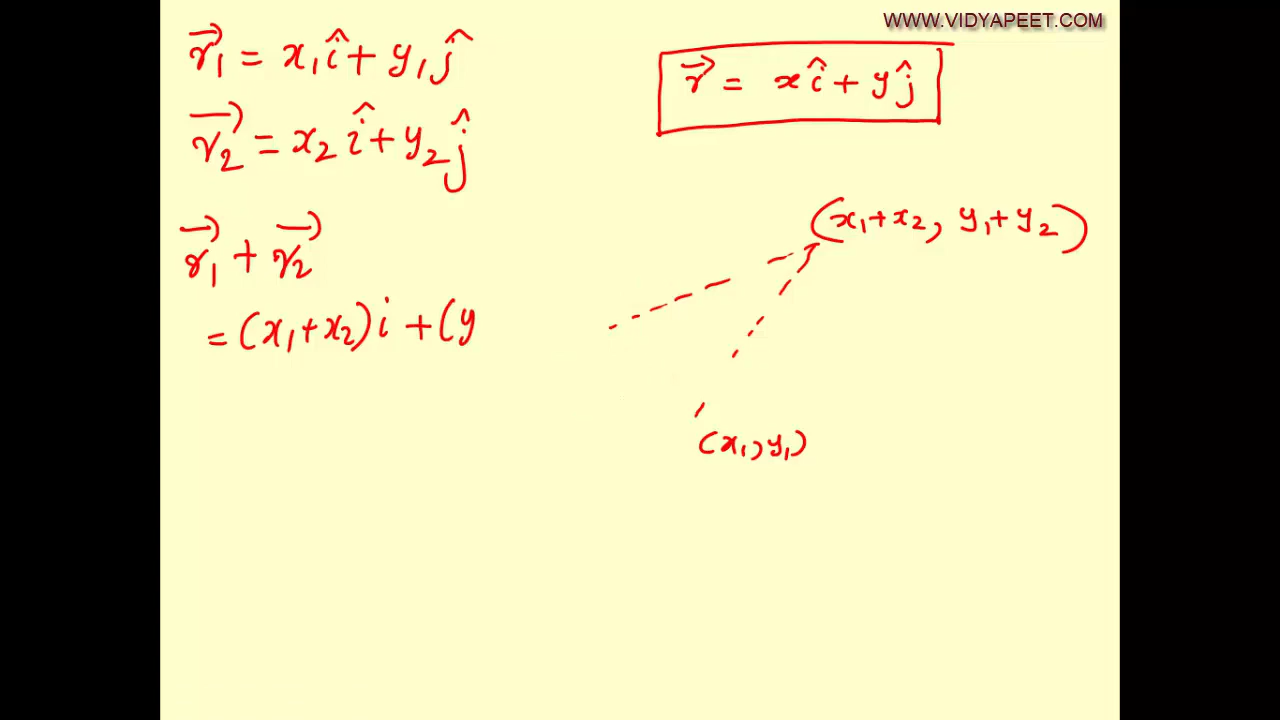 WWW.VIDYAPEET.COM
r⃗₁ = x₁î + y₁ĵ
r⃗₂ = x₂î + y₂ĵ
r⃗₁ + r⃗₂
= (x₁+x₂)i + (y
r⃗ = xî + yĵ
(x₁+x₂, y₁+y₂)
(x₁,y₁)